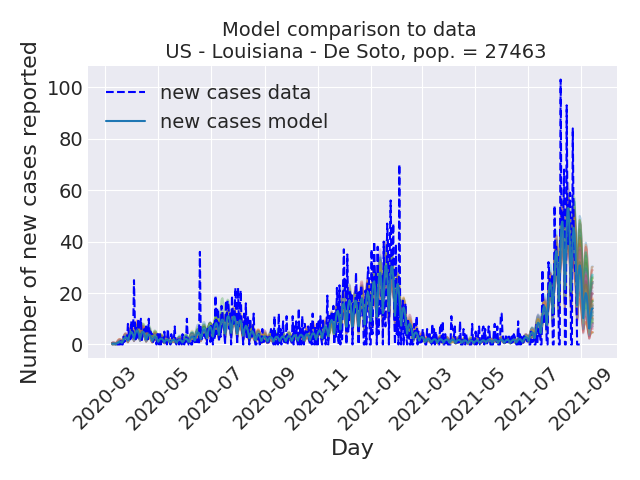 Model comparison to data
US - Louisiana - De Soto, pop. = 27463
new cases data
new cases model
Number of new cases reported
100
80
60
40
20
0
2020-03
2020-05
2020-07
2020-09
2020-11
2021-01
2021-03
2021-05
2021-07
2021-09
Day